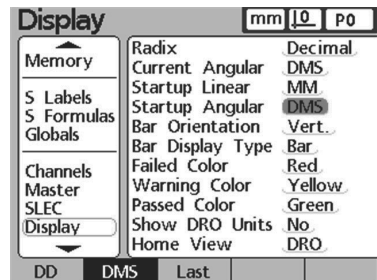 Display
mm
P0
Memory
S Labels
S Formulas
Globals
Channels
Master
SLEC
Display
Radix Decimal
Current Angular DMS
Startup Linear MM
Startup Angular DMS
Bar Orientation Vert.
Bar Display Type Bar
Failed Color Red
Warning Color Yellow
Passed Color Green
Show DRO Units No
Home View DRO
DD DMS Last